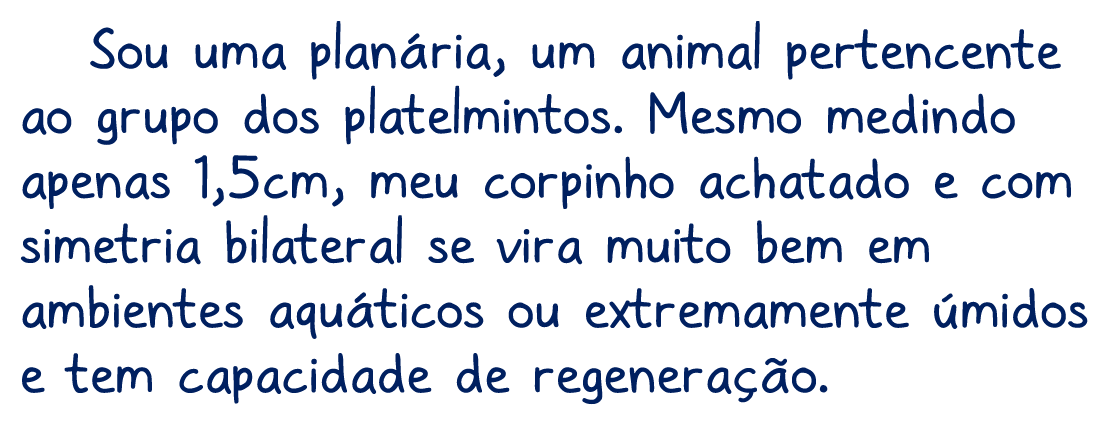 Sou uma planária, um animal pertencente
ao grupo dos platelmintos. Mesmo medindo
apenas 1,5cm, meu corpinho achatado e com
simetria bilateral se vira muito bem em
ambientes aquáticos ou extremamente úmidos
e tem capacidade de regeneração.